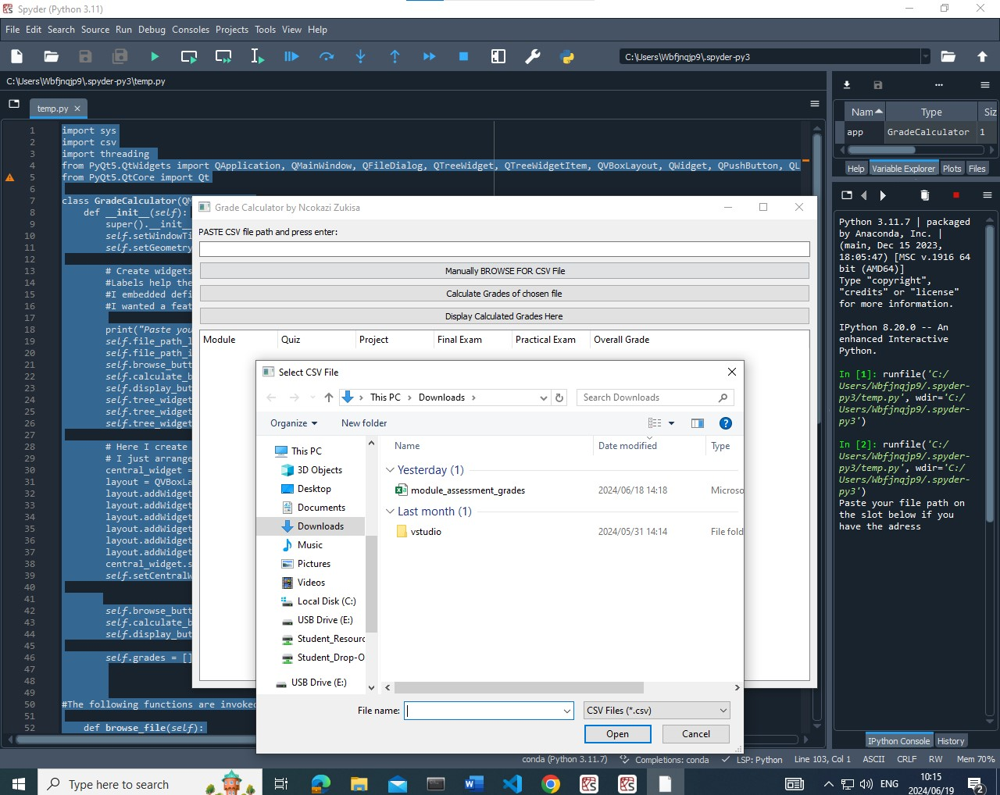 Spyder (Python 3.11)
File Edit Search Source Run Debug Consoles Projects Tools View Help
C:\Users\Wbfjnqjp9\.spyder-py3
C:\Users\Wbfjnqjp9\.spyder-py3\temp.py
temp.py
1 import sys
2 import csv
3 import threading
4 from PyQt5.QtWidgets import QApplication, QMainWindow, QFileDialog, QTreeWidget, QTreeWidgetItem, QVBoxLayout, QWidget, QPushButton, QL
5 from PyQt5.QtCore import Qt
6
7 class GradeCalculator(QM
8 def __init__(self):
9 super().__init__
10 self.setWindowTi
11 self.setGeometry
12
13 # Create widgets
14 #Labels help the
15 #I embedded defi
16 #I wanted a feat
17
18 print("Paste you
19 self.file_path_l
20 self.file_path_i
21 self.browse_butt
22 self.calculate_b
23 self.display_but
24 self.tree_widget
25 self.tree_widget
26 self.tree_widget
27
28 # Here I create
29 # I just arrange
30 central_widget =
31 layout = QVBoxLa
32 layout.addWidget
33 layout.addWidget
34 layout.addWidget
35 layout.addWidget
36 layout.addWidget
37 layout.addWidget
38 central_widget.s
39 self.setCentralW
40
41
42 self.browse_butt
43 self.calculate_b
44 self.display_but
45
46 self.grades = []
47
48
49
50 #The following functions are invoked
51
52 def browse_file(self):
Grade Calculator by Ncokazi Zukisa
PASTE CSV file path and press enter:
Manually BROWSE FOR CSV File
Calculate Grades of chosen file
Display Calculated Grades Here
Module Quiz Project Final Exam Practical Exam Overall Grade
Select CSV File
This PC > Downloads >
Search Downloads
Organize
New folder
This PC
3D Objects
Desktop
Documents
Downloads
Music
Pictures
Videos
Local Disk (C:)
USB Drive (E:)
Student_Resourc
Student_Drop-O
USB Drive (E:)
Name Date modified Type
Yesterday (1)
module_assessment_grades 2024/06/18 14:18 Microso
Last month (1)
vstudio 2024/05/31 14:14 File fold
File name:
CSV Files (*.csv)
Open
Cancel
Nam Type Siz
app GradeCalculator 1
Help Variable Explorer Plots Files
Python 3.11.7 | packaged
by Anaconda, Inc. |
(main, Dec 15 2023,
18:05:47) [MSC v.1916 64
bit (AMD64)]
Type "copyright",
"credits" or "license"
for more information.
IPython 8.20.0 -- An
enhanced Interactive
Python.
In [1]: runfile('C:/
Users/Wbfjnqjp9/.spyder-
py3/temp.py', wdir='C:/
Users/Wbfjnqjp9/.spyder-
py3')
In [2]: runfile('C:/
Users/Wbfjnqjp9/.spyder-
py3/temp.py', wdir='C:/
Users/Wbfjnqjp9/.spyder-
py3')
Paste your file path on
the slot below if you
have the adress
IPython Console History
conda (Python 3.11.7) Completions: conda LSP: Python Line 103, Col 1 ASCII CRLF RW Mem 70%
Type here to search
ENG
10:15
2024/06/19
2